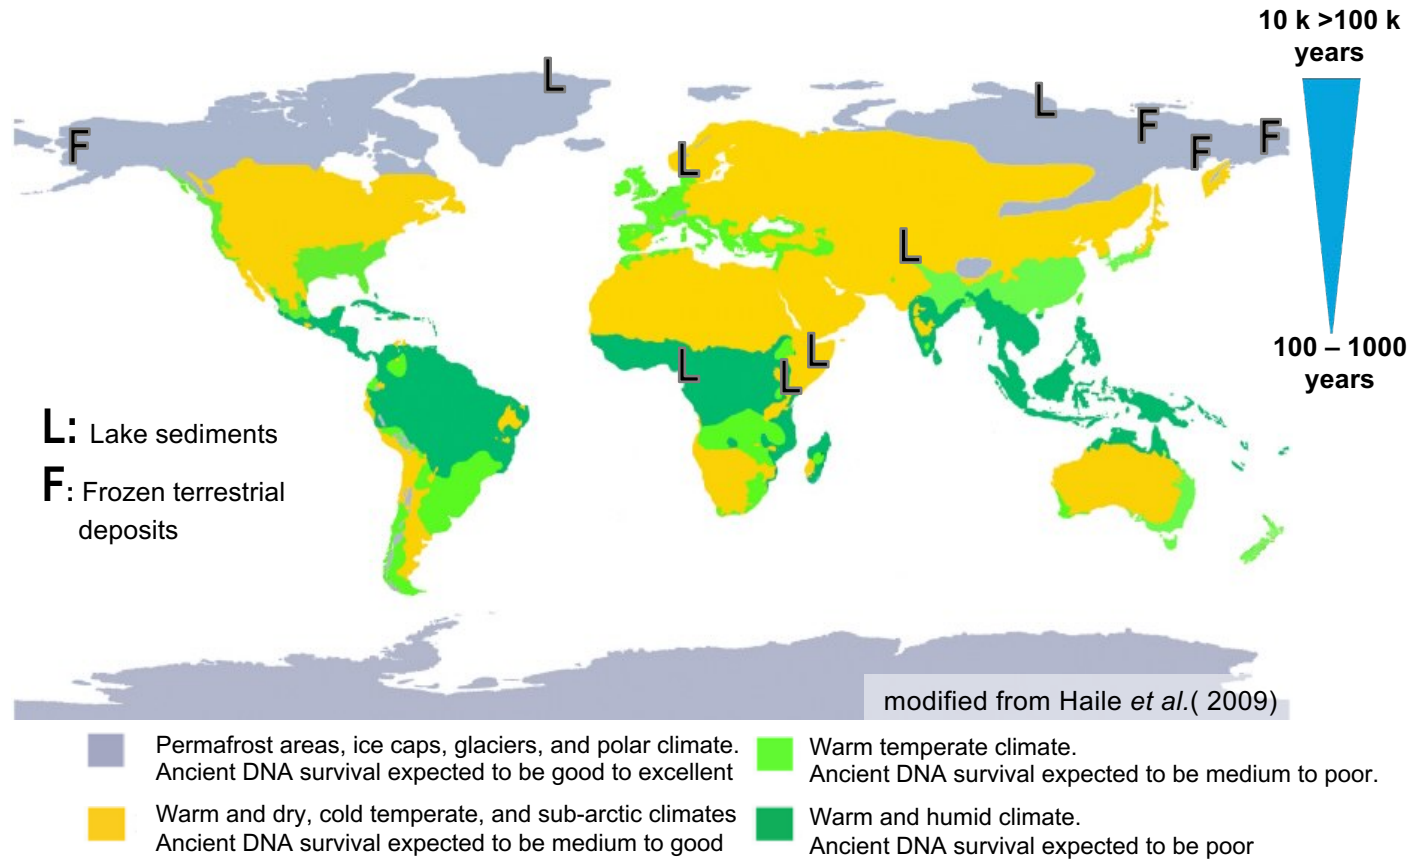 10 k >100 k
years
L
L
F
F
F
F
L
L
L
L
L
100 – 1000
years
L: Lake sediments
F: Frozen terrestrial
deposits
modified from Haile et al.( 2009)
Permafrost areas, ice caps, glaciers, and polar climate.
Ancient DNA survival expected to be good to excellent
Warm temperate climate.
Ancient DNA survival expected to be medium to poor.
Warm and dry, cold temperate, and sub-arctic climates
Ancient DNA survival expected to be medium to good
Warm and humid climate.
Ancient DNA survival expected to be poor